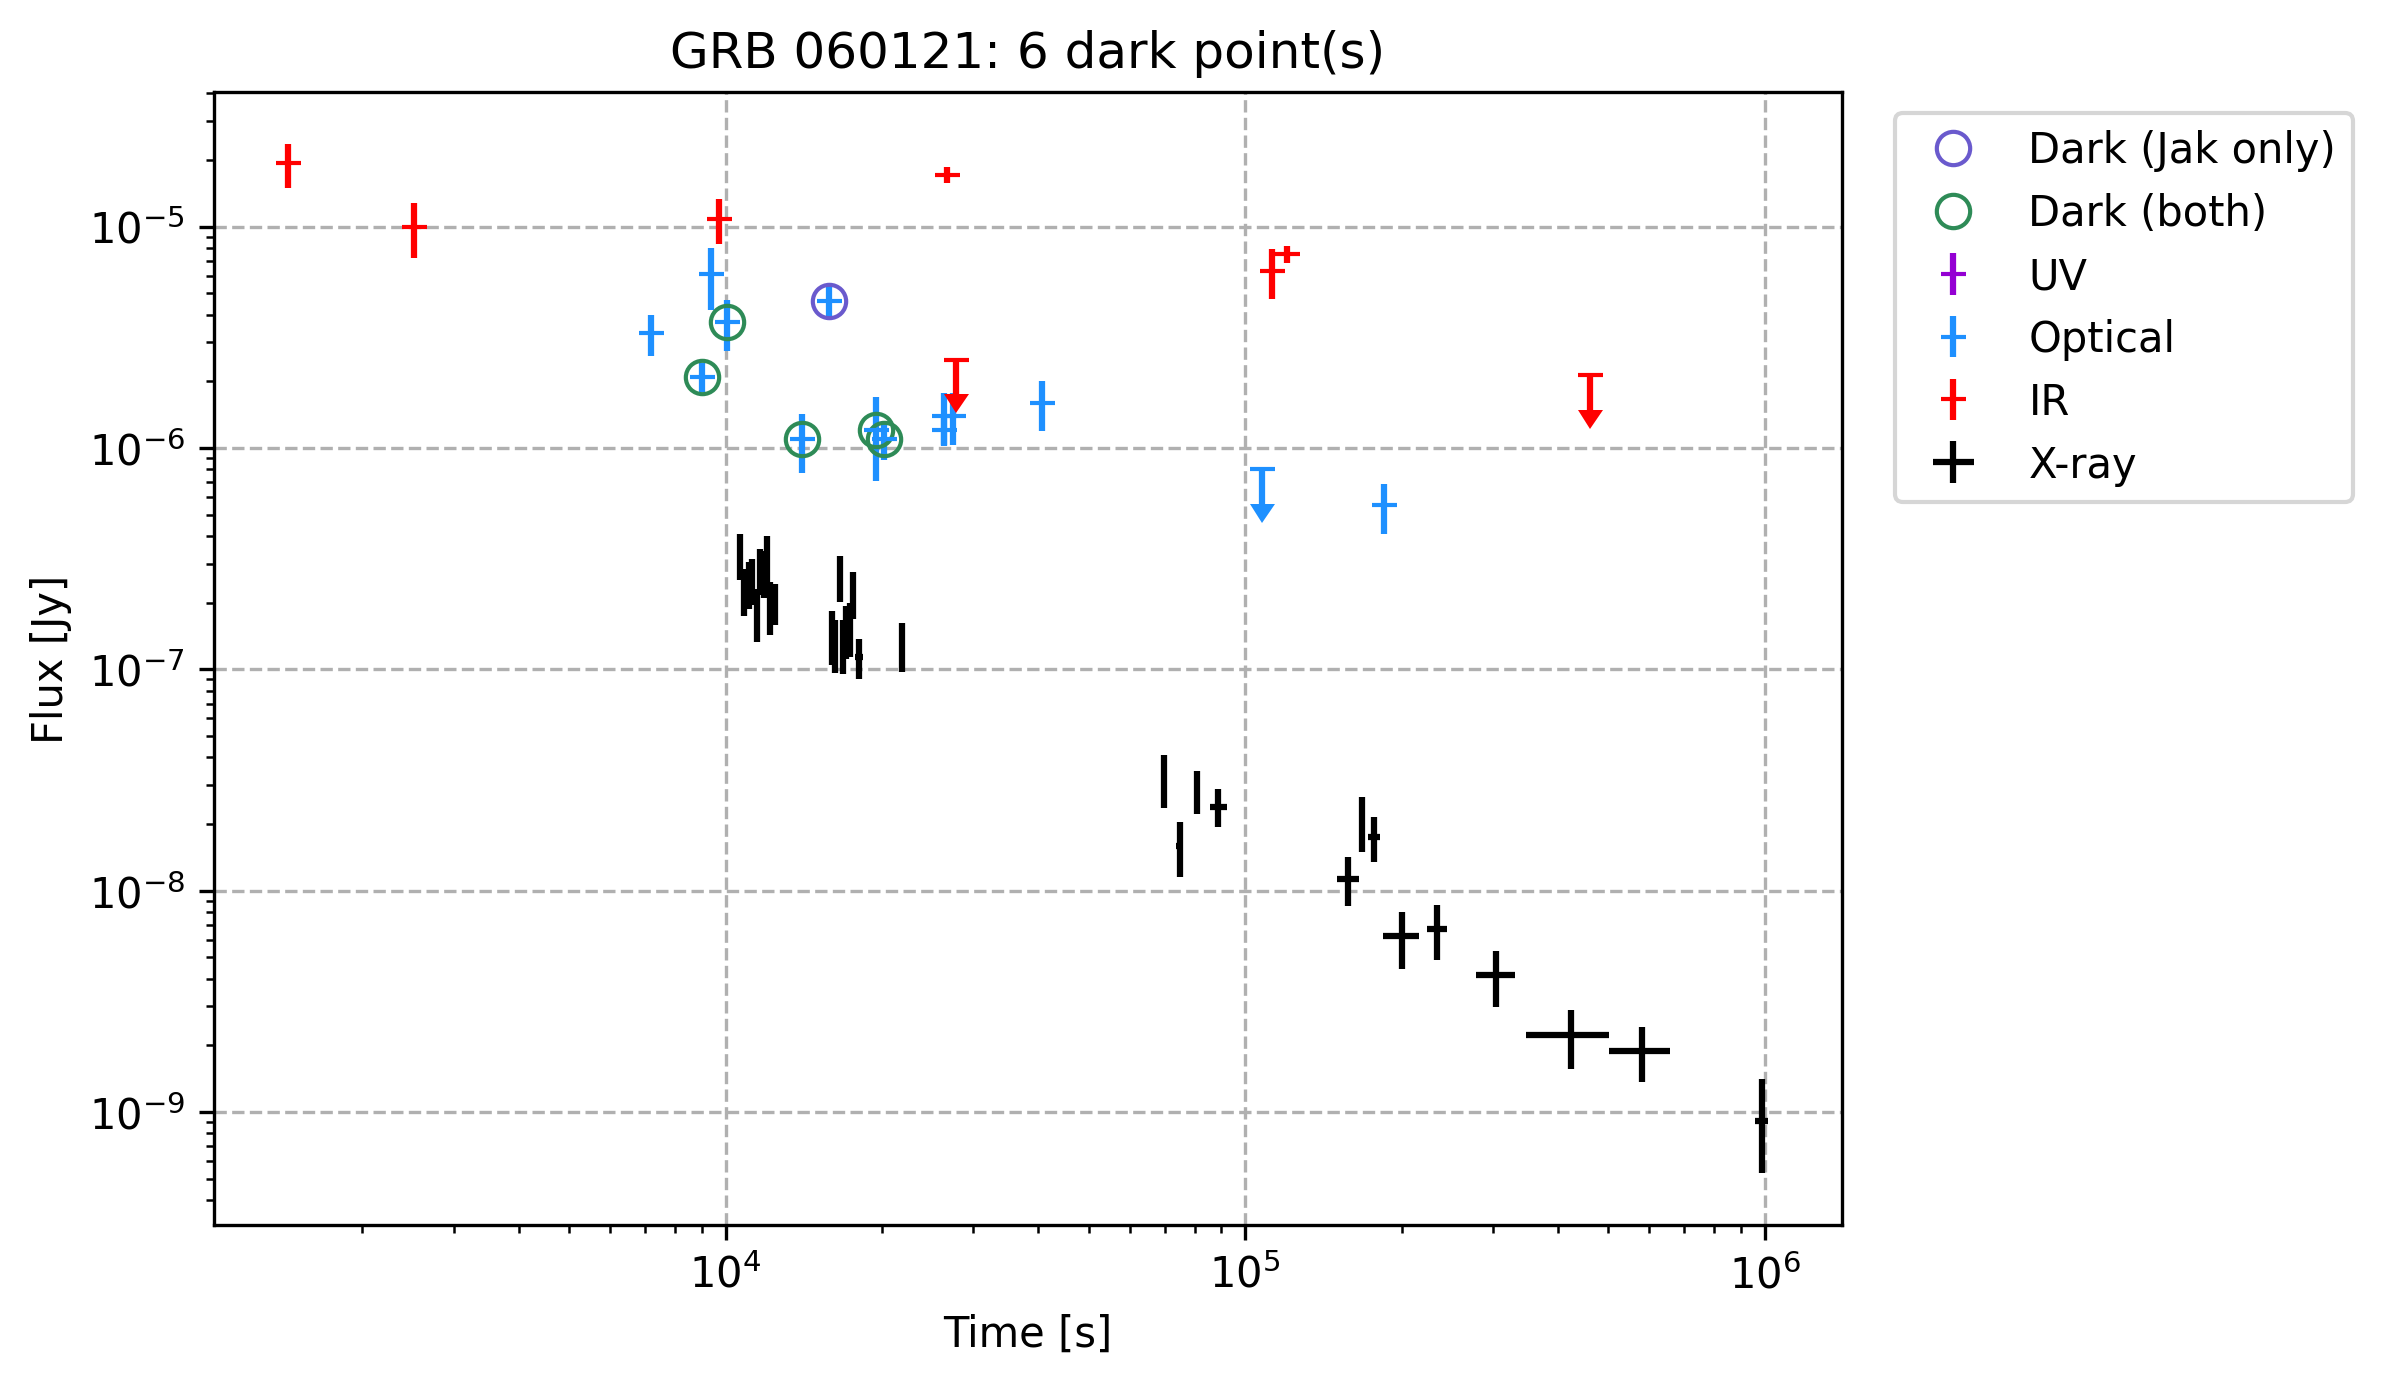 GRB 060121: 6 dark point(s)
Dark (Jak only)
Dark (both)
UV
Optical
IR
X-ray
Flux [Jy]
10⁻⁵
10⁻⁶
10⁻⁷
10⁻⁸
10⁻⁹
10⁴ 10⁵ 10⁶
Time [s]